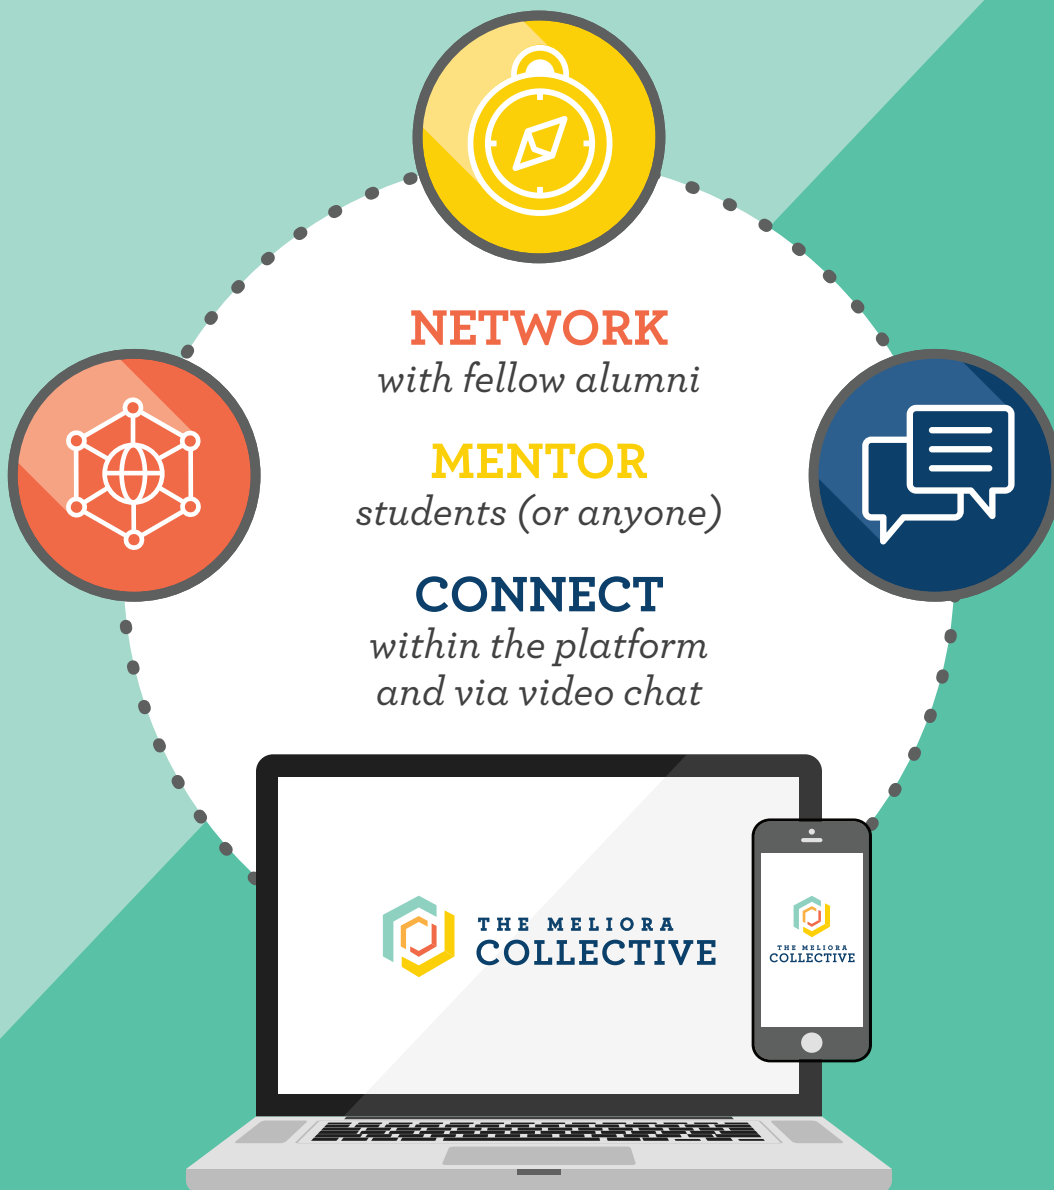 NETWORK
with fellow alumni
MENTOR
students (or anyone)
CONNECT
within the platform
and via video chat
THE MELIORA
COLLECTIVE
THE MELIORA
COLLECTIVE